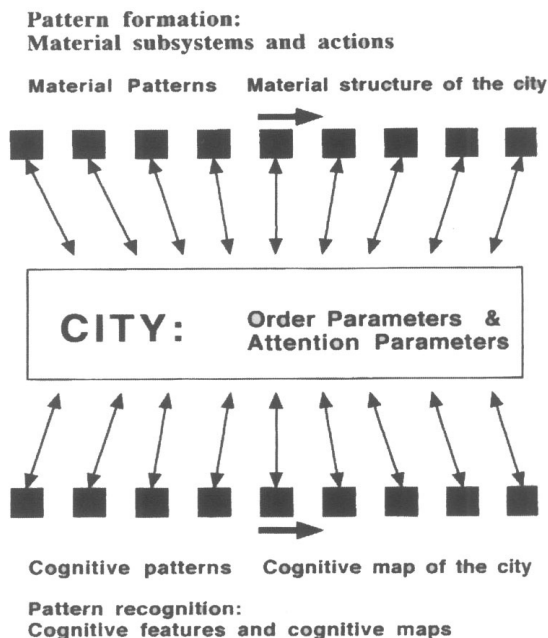 Pattern formation:
Material subsystems and actions
Material Patterns Material structure of the city
CITY: Order Parameters &
Attention Parameters
Cognitive patterns Cognitive map of the city
Pattern recognition:
Cognitive features and cognitive maps